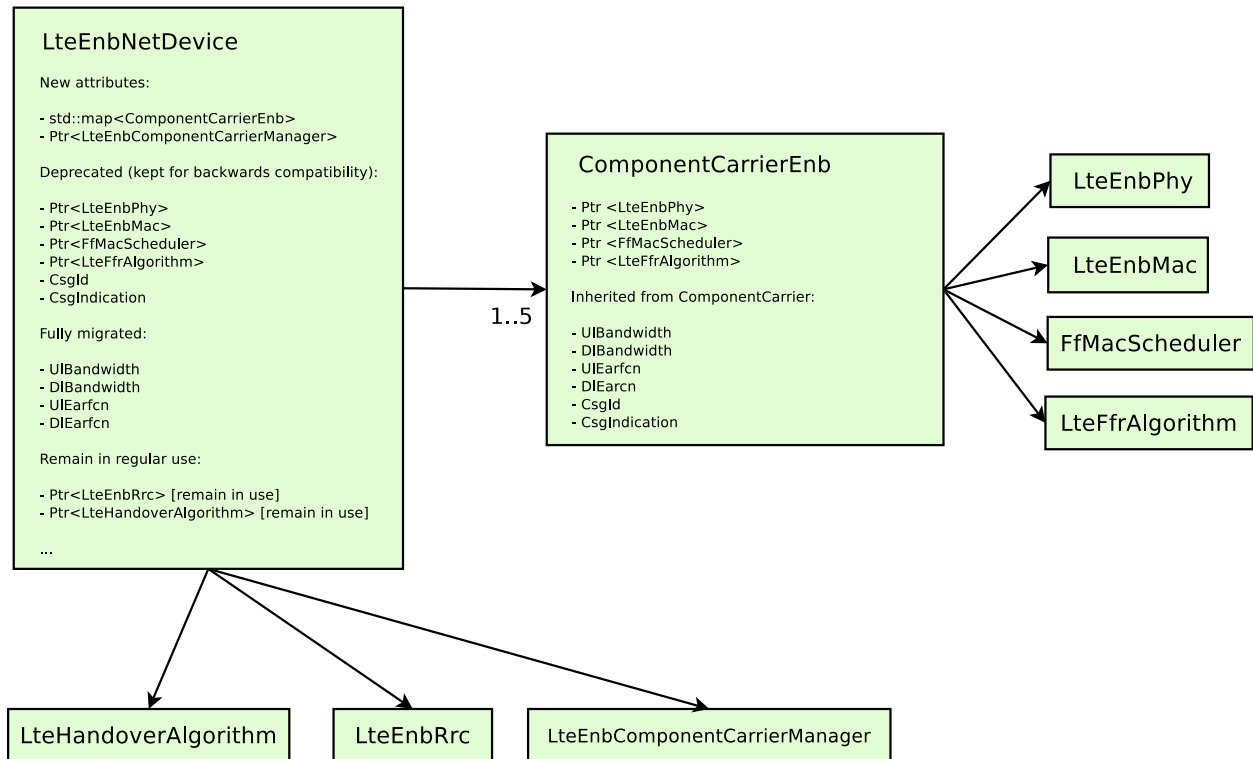 LteEnbNetDevice
New attributes:
- std::map<ComponentCarrierEnb>
- Ptr<LteEnbComponentCarrierManager>
Deprecated (kept for backwards compatibility):
- Ptr<LteEnbPhy>
- Ptr<LteEnbMac>
- Ptr<FfMacScheduler>
- Ptr<LteFfrAlgorithm>
- CsgId
- CsgIndication
Fully migrated:
- UlBandwidth
- DlBandwidth
- UlEarfcn
- DlEarfcn
Remain in regular use:
- Ptr<LteEnbRrc> [remain in use]
- Ptr<LteHandoverAlgorithm> [remain in use]
...
1..5
ComponentCarrierEnb
- Ptr <LteEnbPhy>
- Ptr <LteEnbMac>
- Ptr <FfMacScheduler>
- Ptr <LteFfrAlgorithm>
Inherited from ComponentCarrier:
- UlBandwidth
- DlBandwidth
- UlEarfcn
- DlEarcn
- CsgId
- CsgIndication
LteEnbPhy
LteEnbMac
FfMacScheduler
LteFfrAlgorithm
LteHandoverAlgorithm
LteEnbRrc
LteEnbComponentCarrierManager